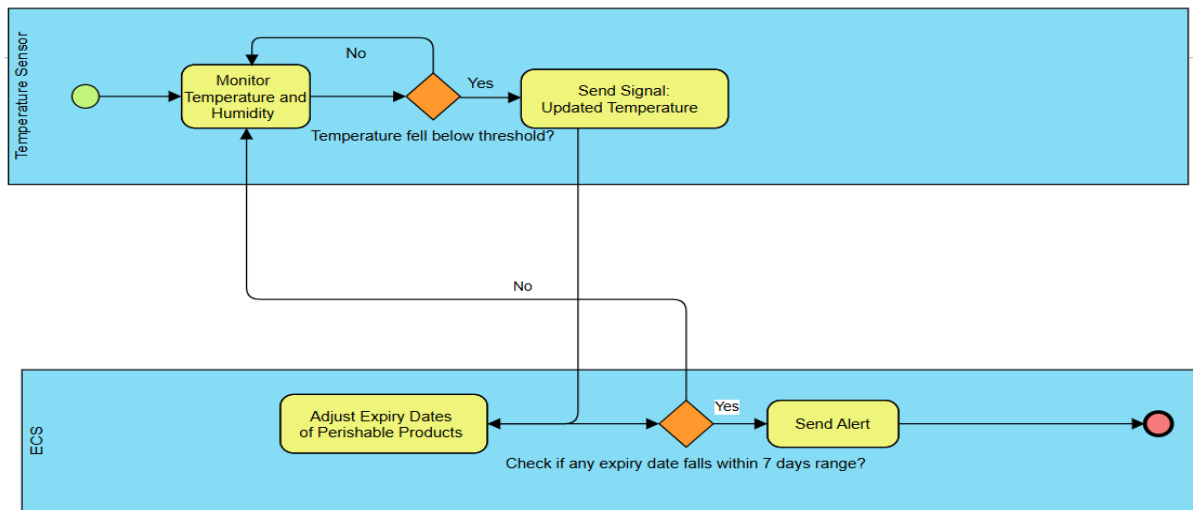 Temperature Sensor
No
Monitor
Temperature and
Humidity
Yes
Send Signal:
Updated Temperature
Temperature fell below threshold?
No
ECS
Adjust Expiry Dates
of Perishable Products
Yes
Send Alert
Check if any expiry date falls within 7 days range?